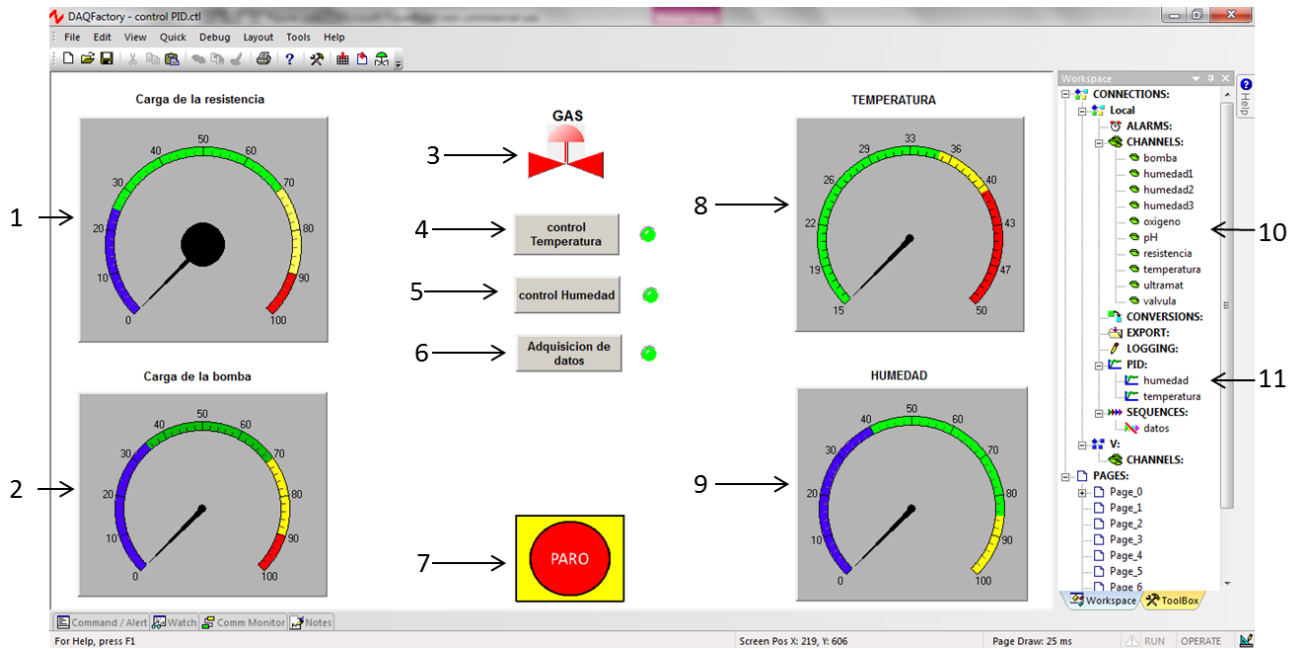 DAQFactory - control PID.ctl
File Edit View Quick Debug Layout Tools Help
Carga de la resistencia
0 10 20 30 40 50 60 70 80 90 100
1
Carga de la bomba
0 10 20 30 40 50 60 70 80 90 100
2
GAS
3
4
control
Temperatura
5
control Humedad
6
Adquisicion de
datos
7
PARO
TEMPERATURA
15 19 22 26 29 33 36 40 43 47 50
8
HUMEDAD
0 10 20 30 40 50 60 70 80 90 100
9
Workspace
Help
CONNECTIONS:
Local
ALARMS:
CHANNELS:
bomba
humedad1
humedad2
humedad3
oxigeno
pH
resistencia
temperatura
ultramat
valvula
10
CONVERSIONS:
EXPORT:
LOGGING:
PID:
humedad
temperatura
11
SEQUENCES:
datos
V:
CHANNELS:
PAGES:
Page_0
Page_1
Page_2
Page_3
Page_4
Page_5
Page 6
Workspace ToolBox
Command / Alert Watch Comm Monitor Notes
For Help, press F1 Screen Pos X: 219, Y: 606 Page Draw: 25 ms RUN OPERATE